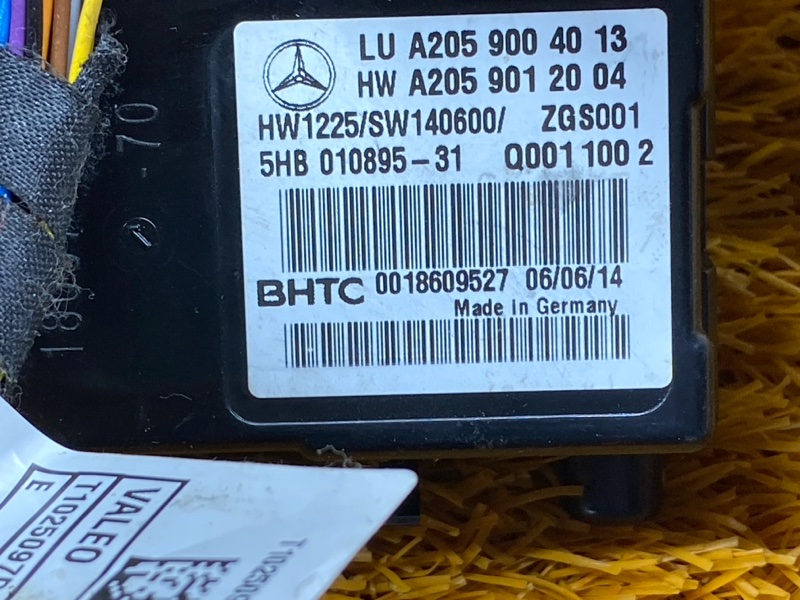 LU A205 900 40 13
HW A205 901 20 04
HW1225/SW140600/ ZGS001
5HB 010895-31 Q001 100 2
BHTC 0018609527 06/06/14
Made in Germany
-70
VALEO
E